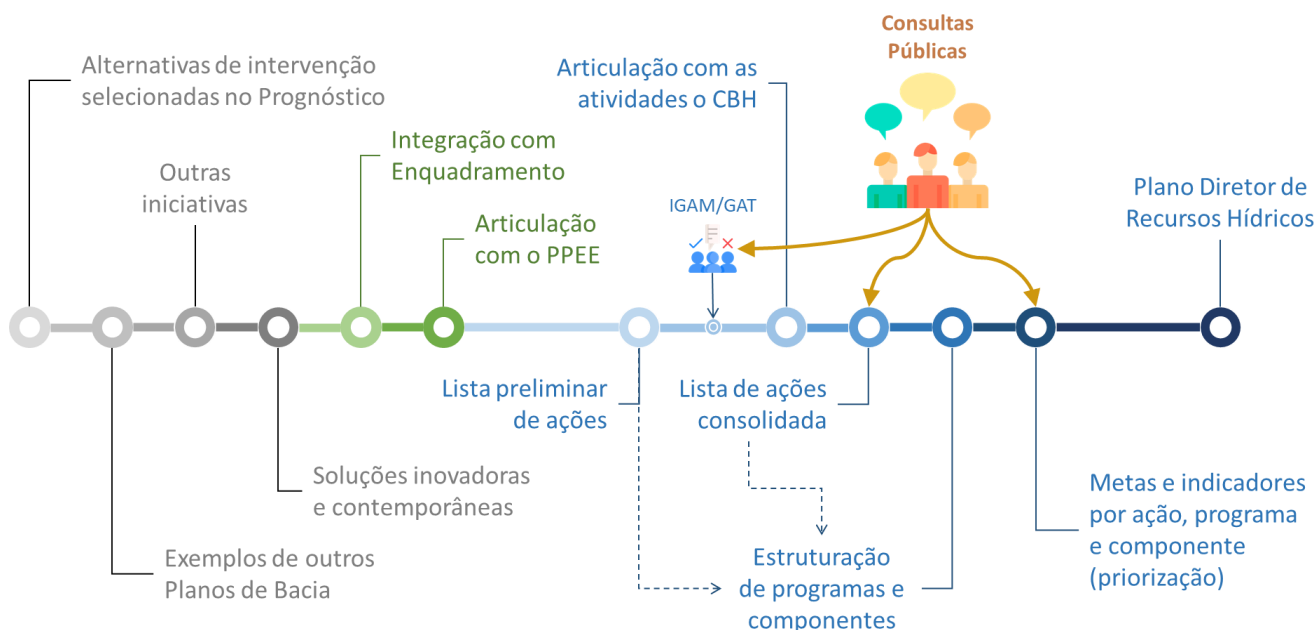 Consultas
Públicas
Alternativas de intervenção
selecionadas no Prognóstico
Articulação com as
atividades o CBH
Integração com
Enquadramento
Outras
iniciativas
IGAM/GAT
Plano Diretor de
Recursos Hídricos
Articulação
com o PPEE
Lista preliminar
de ações
Lista de ações
consolidada
Soluções inovadoras
e contemporâneas
Metas e indicadores
por ação, programa
e componente
(priorização)
Exemplos de outros
Planos de Bacia
Estruturação
de programas e
componentes